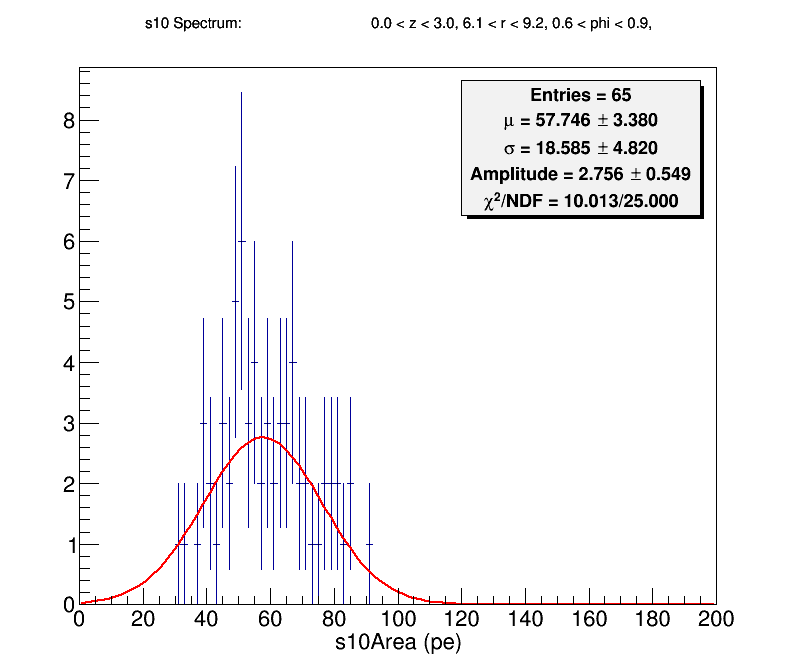 s10 Spectrum: 0.0 < z < 3.0, 6.1 < r < 9.2, 0.6 < phi < 0.9,
Entries = 65
μ = 57.746 ± 3.380
σ = 18.585 ± 4.820
Amplitude = 2.756 ± 0.549
χ²/NDF = 10.013/25.000
8
7
6
5
4
3
2
1
0
0 20 40 60 80 100 120 140 160 180 200
s10Area (pe)